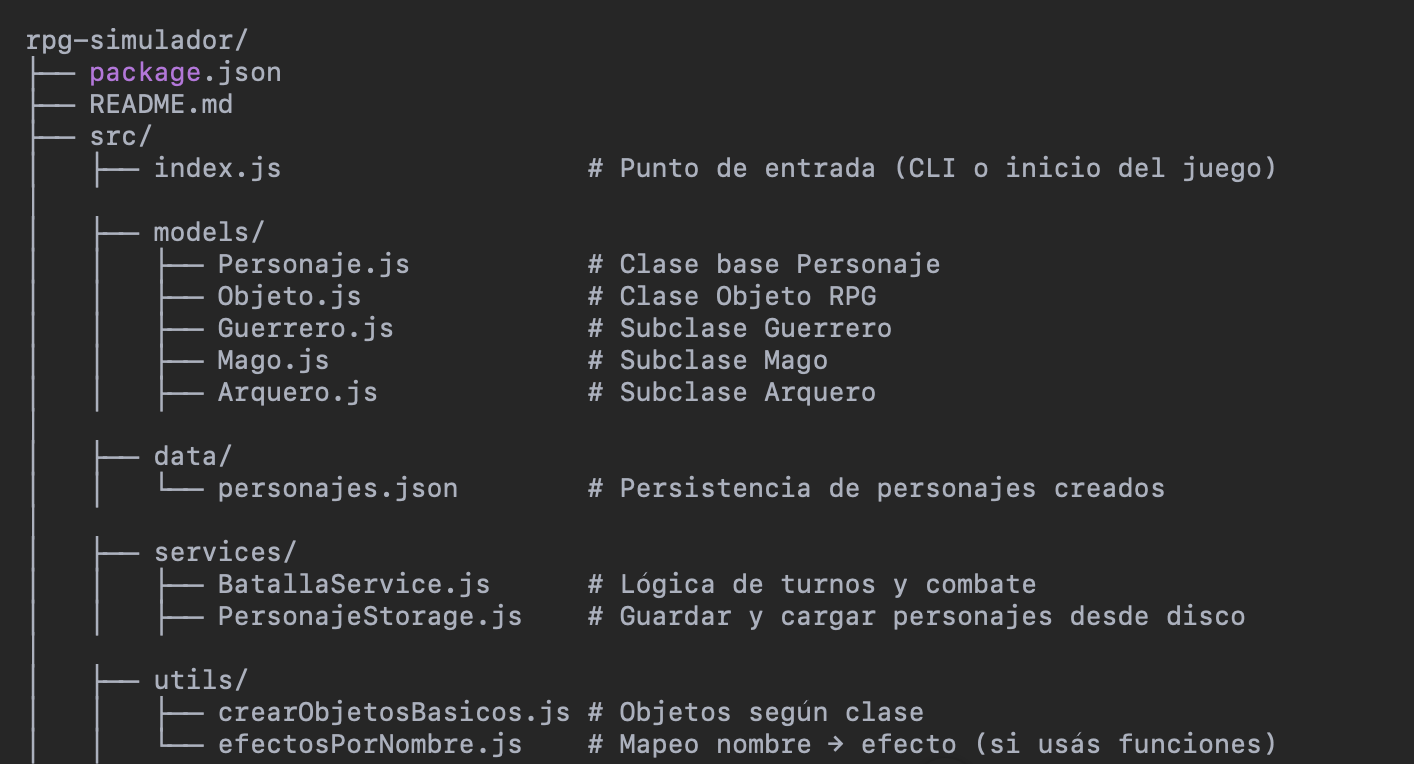 rpg-simulador/
├── package.json
├── README.md
├── src/
│   ├── index.js                   # Punto de entrada (CLI o inicio del juego)
│
│   ├── models/
│   │   ├── Personaje.js           # Clase base Personaje
│   │   ├── Objeto.js              # Clase Objeto RPG
│   │   ├── Guerrero.js            # Subclase Guerrero
│   │   ├── Mago.js                # Subclase Mago
│   │   ├── Arquero.js             # Subclase Arquero
│
│   ├── data/
│   │   └── personajes.json        # Persistencia de personajes creados
│
│   ├── services/
│   │   ├── BatallaService.js      # Lógica de turnos y combate
│   │   ├── PersonajeStorage.js    # Guardar y cargar personajes desde disco
│
│   ├── utils/
│   │   ├── crearObjetosBasicos.js # Objetos según clase
│   │   └── efectosPorNombre.js    # Mapeo nombre → efecto (si usás funciones)